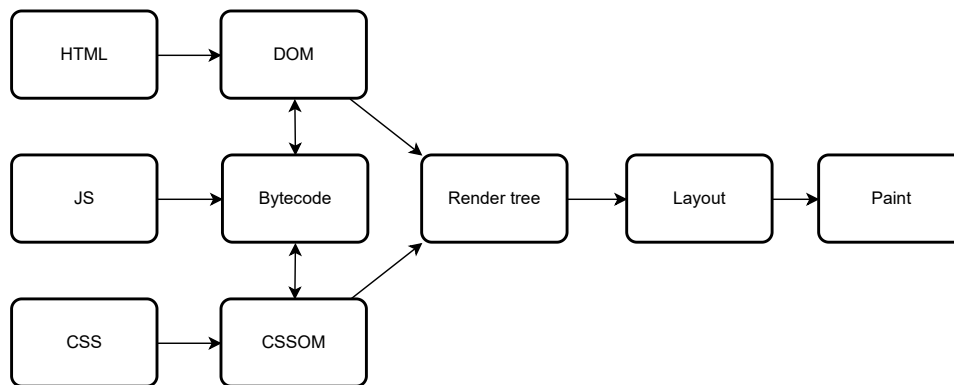 HTML
DOM
JS
Bytecode
Render tree
Layout
Paint
CSS
CSSOM